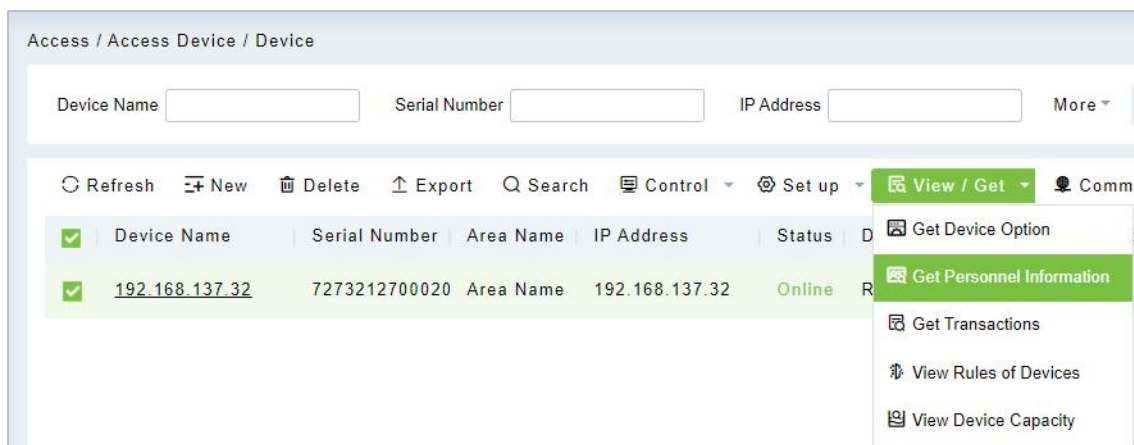 Access / Access Device / Device
Device Name Serial Number IP Address More
Refresh New Delete Export Search Control Set up View / Get Comm
Device Name Serial Number Area Name IP Address Status D
Get Device Option
192.168.137.32 7273212700020 Area Name 192.168.137.32 Online R
Get Personnel Information
Get Transactions
View Rules of Devices
View Device Capacity